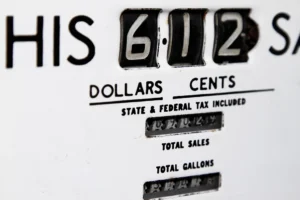 HIS 6 12 SA
DOLLARS CENTS
STATE & FEDERAL TAX INCLUDED
TOTAL SALES
TOTAL GALLONS